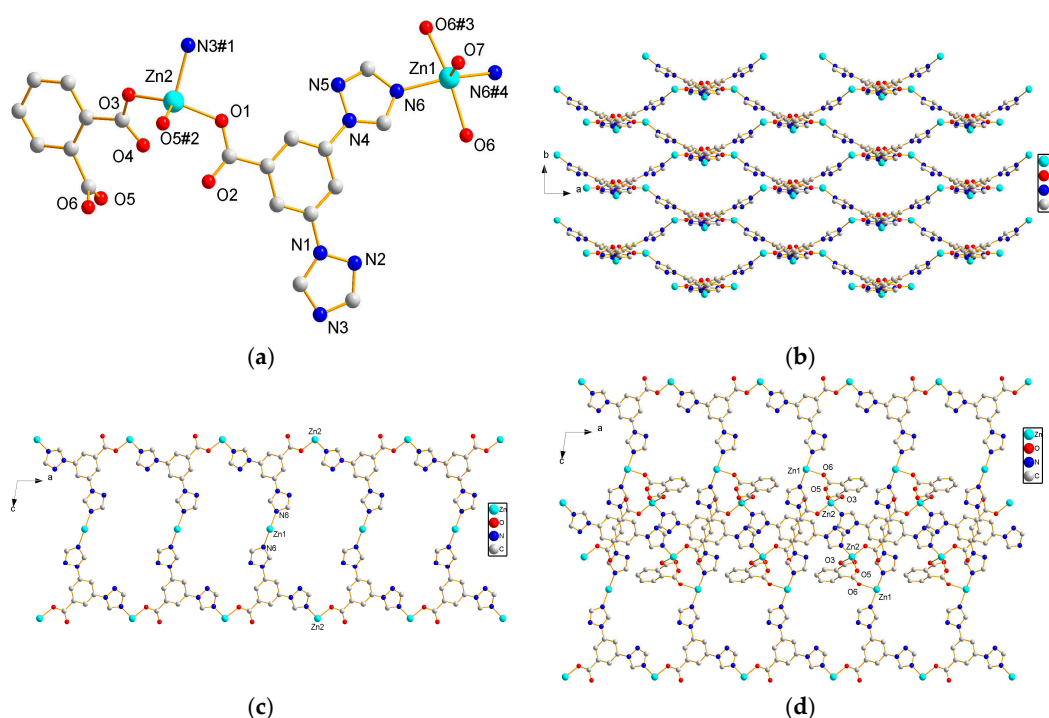 O6#3
N3#1
O7
Zn1
Zn2
N5
N6#4
O3
N6
O1
O5#2
N4
O4
O6
O2
O6 O5
N1
N2
N3
(a)
b
a
(b)
Zn2
a
c
N6
Zn1
N6
Zn2
Zn
O
N
C
(c)
a
c
Zn1
O6
O5
O3
Zn2
Zn2
O3
O5
O6
Zn1
Zn
O
N
C
(d)